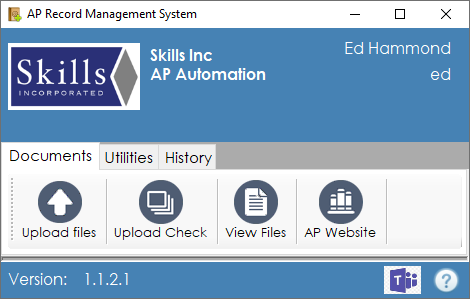 AP Record Management System
Skills
INCORPORATED
Skills Inc
AP Automation
Ed Hammond
ed
Documents
Utilities
History
Upload files
Upload Check
View Files
AP Website
Version: 1.1.2.1
T
?